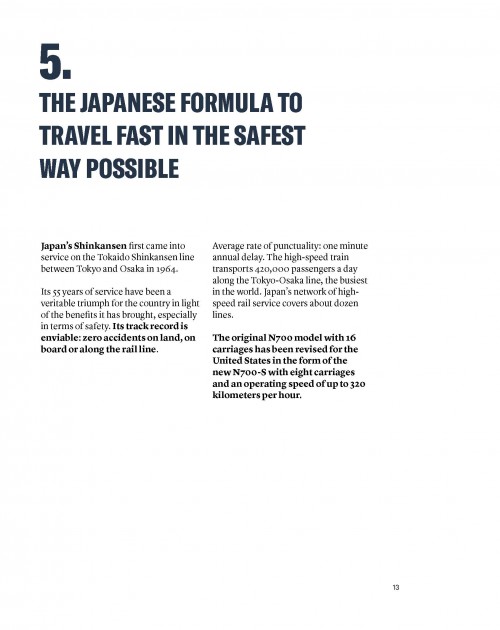 5.
THE JAPANESE FORMULA TO
TRAVEL FAST IN THE SAFEST
WAY POSSIBLE
Japan’s Shinkansen first came into
service on the Tokaido Shinkansen line
between Tokyo and Osaka in 1964.
Its 55 years of service have been a
veritable triumph for the country in light
of the benefits it has brought, especially
in terms of safety. Its track record is
enviable: zero accidents on land, on
board or along the rail line.
Average rate of punctuality: one minute
annual delay. The high-speed train
transports 420,000 passengers a day
along the Tokyo-Osaka line, the busiest
in the world. Japan’s network of high-
speed rail service covers about dozen
lines.
The original N700 model with 16
carriages has been revised for the
United States in the form of the
new N700-S with eight carriages
and an operating speed of up to 320
kilometers per hour.
13